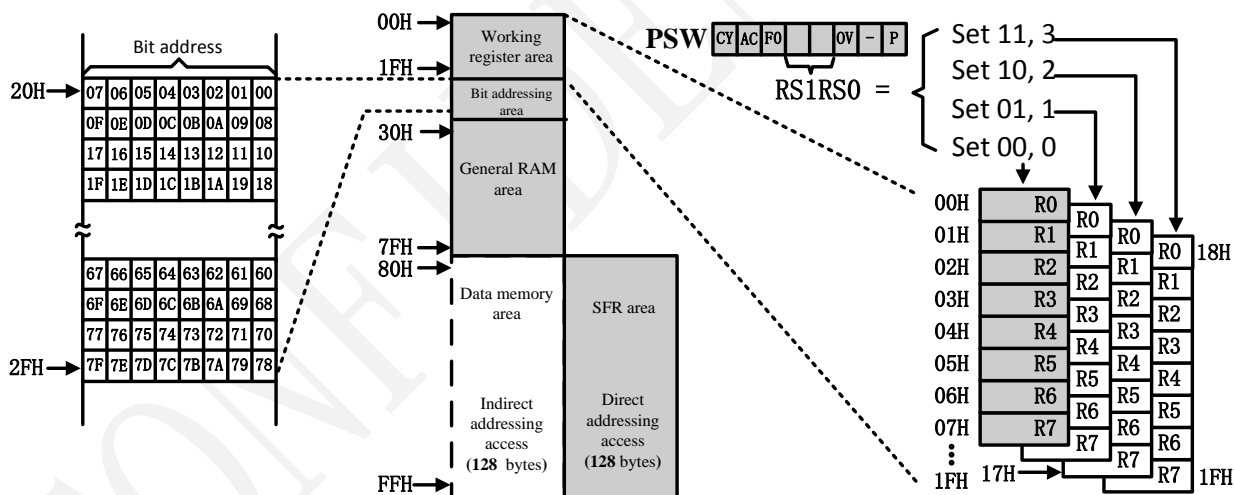 Bit address
20H
07 06 05 04 03 02 01 00
0F 0E 0D 0C 0B 0A 09 08
17 16 15 14 13 12 11 10
1F 1E 1D 1C 1B 1A 19 18
67 66 65 64 63 62 61 60
6F 6E 6D 6C 6B 6A 69 68
77 76 75 74 73 72 71 70
2FH
7F 7E 7D 7C 7B 7A 79 78
00H
Working
register area
1FH
Bit addressing
area
30H
General RAM
area
7FH
80H
Data memory
area
SFR area
Indirect
addressing
access
(128 bytes)
Direct
addressing
access
(128 bytes)
FFH
PSW CY AC F0 OV - P
RS1RS0 =
Set 11, 3
Set 10, 2
Set 01, 1
Set 00, 0
00H
01H
02H
03H
04H
05H
06H
07H
1FH
R0
R1
R2
R3
R4
R5
R6
R7
R0
R1
R2
R3
R4
R5
R6
R7
R0
R1
R2
R3
R4
R5
R6
R7
R0
R1
R2
R3
R4
R5
R6
R7
18H
17H
1FH